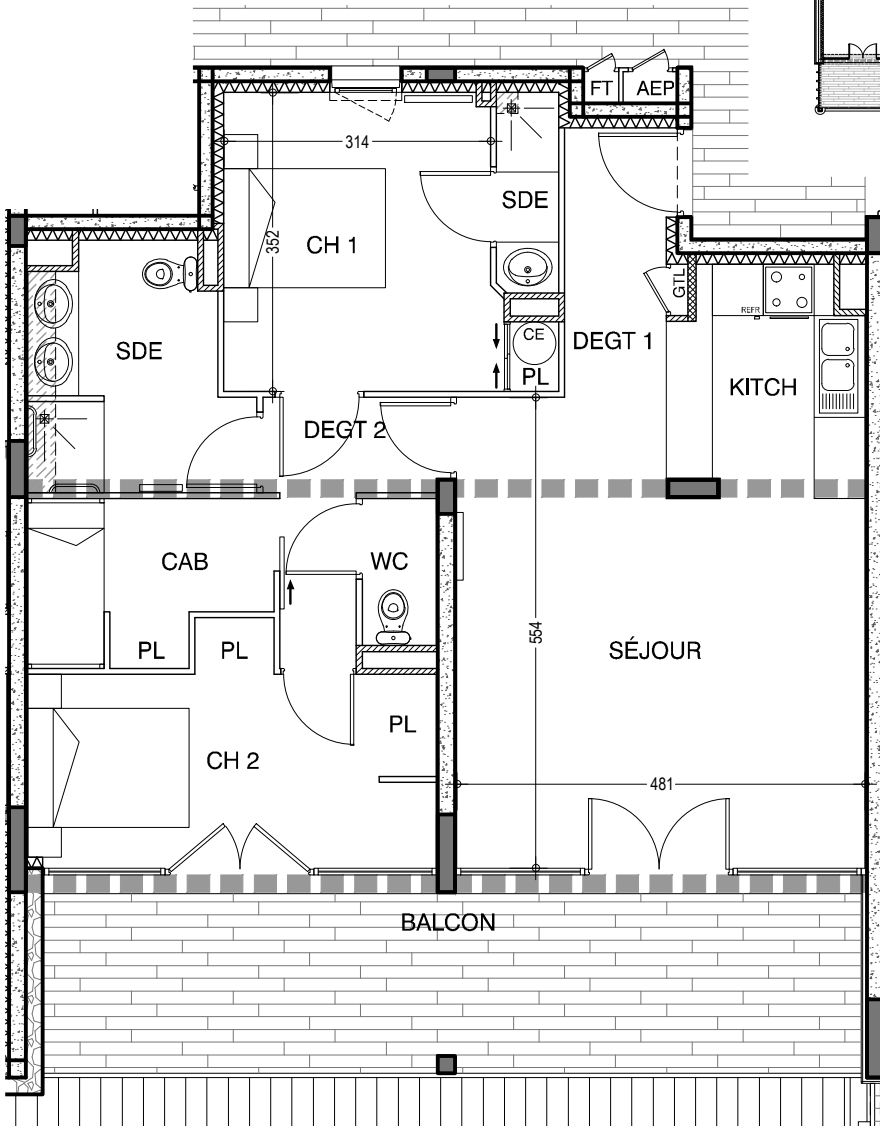 FT
AEP
314
352
SDE
CH 1
GTL
REFR
CE
PL
DEGT 1
SDE
KITCH
DEGT 2
CAB
WC
PL
PL
554
SÉJOUR
PL
CH 2
481
BALCON